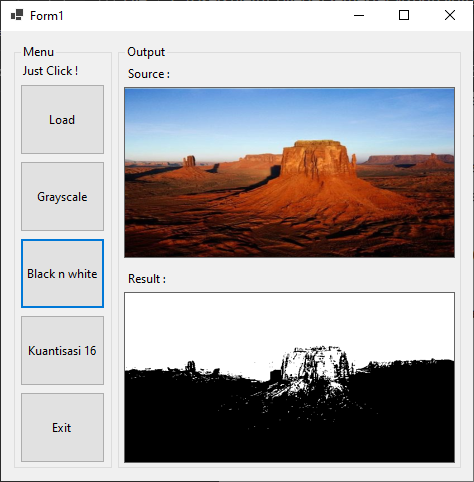 Form1
Menu
Just Click !
Load
Grayscale
Black n white
Kuantisasi 16
Exit
Output
Source :
Result :